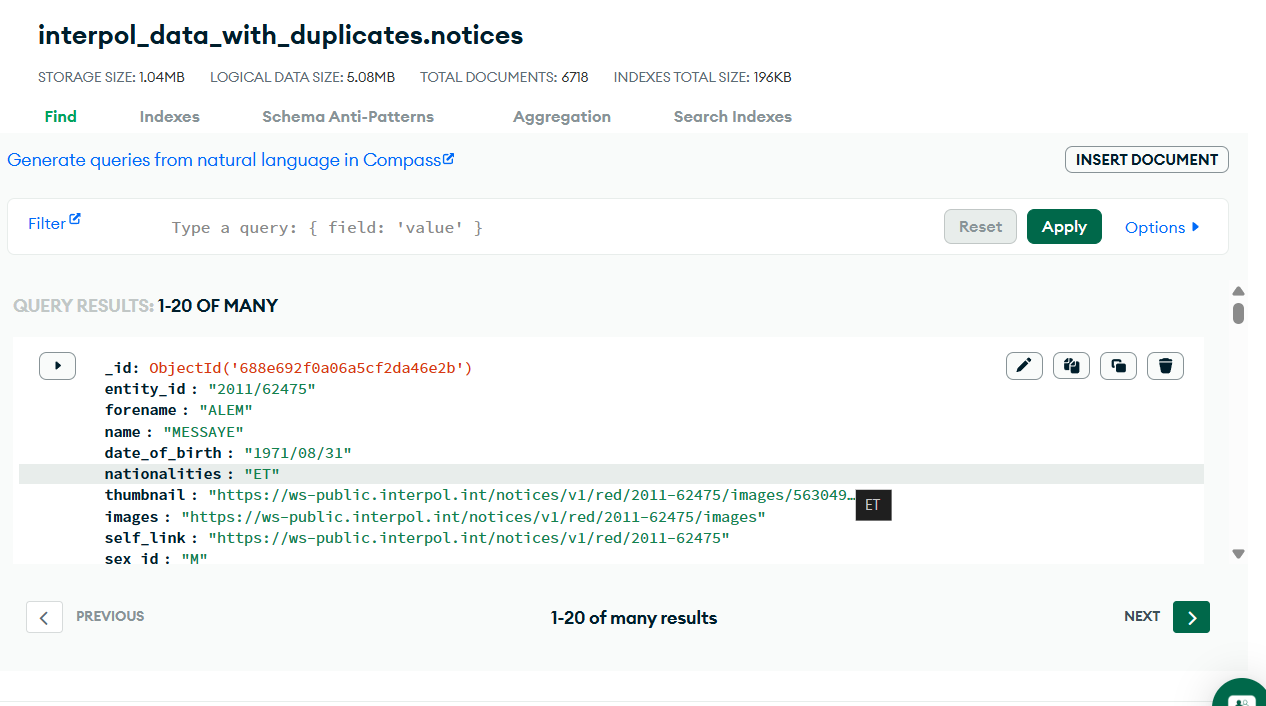 interpol_data_with_duplicates.notices
STORAGE SIZE: 1.04MB LOGICAL DATA SIZE: 5.08MB TOTAL DOCUMENTS: 6718 INDEXES TOTAL SIZE: 196KB
Find Indexes Schema Anti-Patterns Aggregation Search Indexes
Generate queries from natural language in Compass
INSERT DOCUMENT
Filter Type a query: { field: 'value' } Reset Apply Options
QUERY RESULTS: 1-20 OF MANY
_id: ObjectId('688e692f0a06a5cf2da46e2b')
entity_id : "2011/62475"
forename : "ALEM"
name : "MESSAYE"
date_of_birth : "1971/08/31"
nationalities : "ET"
thumbnail : "https://ws-public.interpol.int/notices/v1/red/2011-62475/images/563049…
ET
images : "https://ws-public.interpol.int/notices/v1/red/2011-62475/images"
self_link : "https://ws-public.interpol.int/notices/v1/red/2011-62475"
sex_id : "M"
PREVIOUS 1-20 of many results NEXT